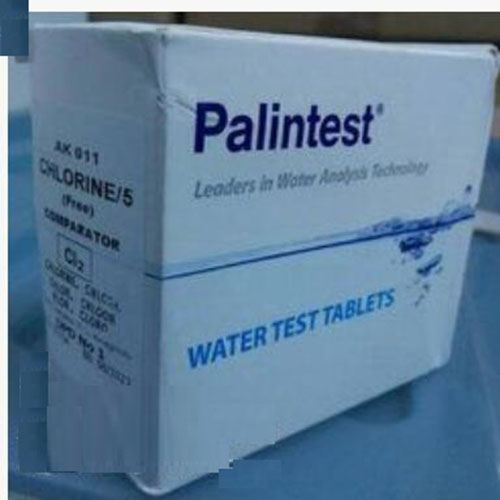 Palintest®
Leaders in Water Analysis Technology
WATER TEST TABLETS
AK 011
CHLORINE/5
(Free)
COMPARATOR
Cl₂
DPD No 1